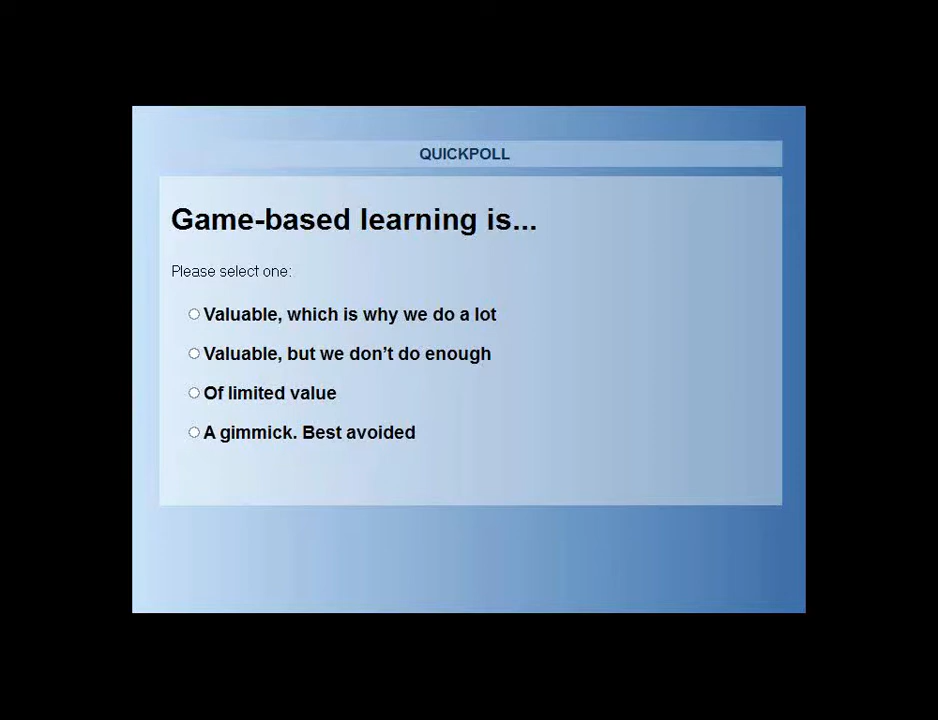 QUICKPOLL
Game-based learning is...
Please select one:
Valuable, which is why we do a lot
Valuable, but we don’t do enough
Of limited value
A gimmick. Best avoided